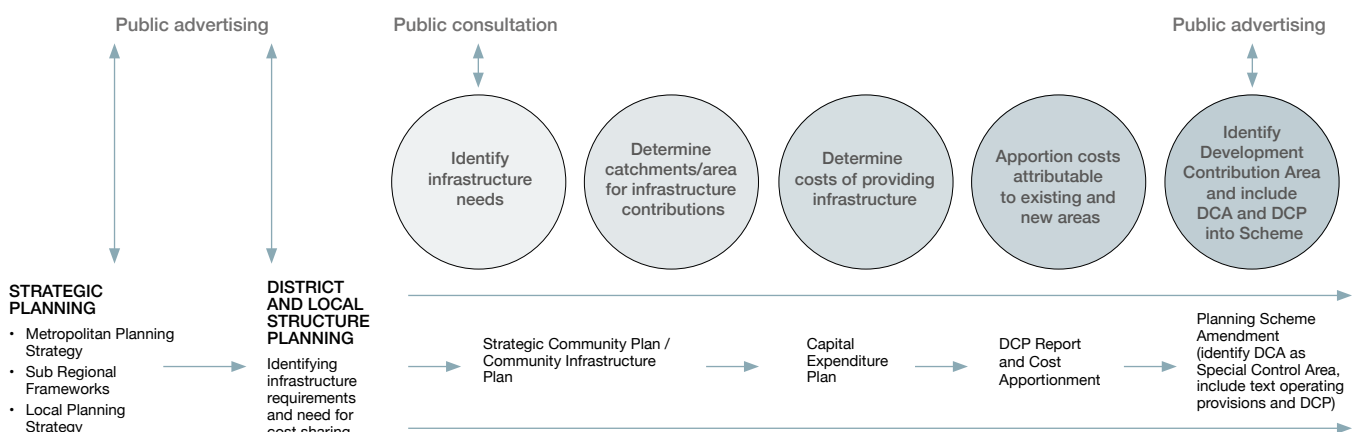 Public advertising
Public consultation
Public advertising
Identify
infrastructure
needs
Determine
catchments/area
for infrastructure
contributions
Determine
costs of providing
infrastructure
Apportion costs
attributable
to existing and
new areas
Identify
Development
Contribution Area
and include
DCA and DCP
into Scheme
STRATEGIC
PLANNING
• Metropolitan Planning
Strategy
• Sub Regional
Frameworks
• Local Planning
Strategy
DISTRICT
AND LOCAL
STRUCTURE
PLANNING
Identifying
infrastructure
requirements
and need for
cost sharing
Strategic Community Plan /
Community Infrastructure
Plan
Capital
Expenditure
Plan
DCP Report
and Cost
Apportionment
Planning Scheme
Amendment
(identify DCA as
Special Control Area,
include text operating
provisions and DCP)